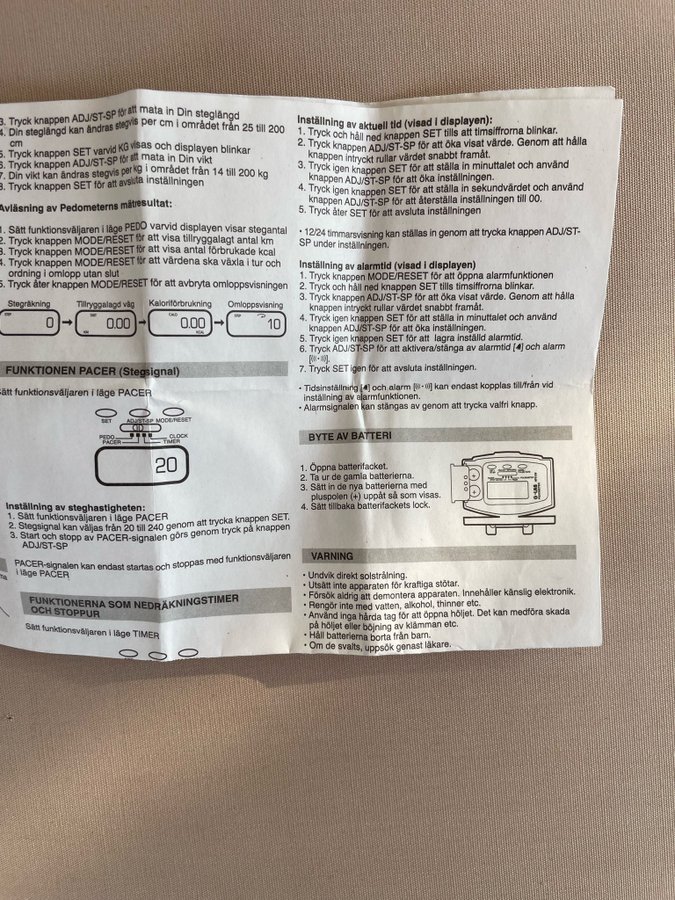 3. Tryck knappen ADJ/ST-SP för att mata in Din steglängd
4. Din steglängd kan ändras stegvis per cm i området från 25 till 200
cm
5. Tryck knappen SET varvid KG visas och displayen blinkar
6. Tryck knappen ADJ/ST-SP för att mata in Din vikt
7. Din vikt kan ändras stegvis per kg i området från 14 till 200 kg
8. Tryck knappen SET för att avsluta inställningen
Avläsning av Pedometerns mätresultat:
1. Sätt funktionsväljaren i läge PEDO varvid displayen visar stegantal
2. Tryck knappen MODE/RESET för att visa tillryggalagt antal km
3. Tryck knappen MODE/RESET för att visa antal förbrukade kcal
4. Tryck knappen MODE/RESET för att värdena ska växla i tur och
ordning i omlopp utan slut
5. Tryck åter knappen MODE/RESET för att avbryta omloppsvisningen
Stegräkning Tillryggalagd väg Kaloriförbrukning Omloppsvisning
STEP 0 DIST 0.00 KM CALO 0.00 KCAL STEP 10
FUNKTIONEN PACER (Stegsignal)
Sätt funktionsväljaren i läge PACER
SET ADJ/ST-SP MODE/RESET
PEDO CLOCK
PACER TIMER
20
Inställning av steghastigheten:
1. Sätt funktionsväljaren i läge PACER
2. Stegsignal kan väljas från 20 till 240 genom att trycka knappen SET.
3. Start och stopp av PACER-signalen görs genom tryck på knappen
ADJ/ST-SP
PACER-signalen kan endast startas och stoppas med funktionsväljaren
i läge PACER
FUNKTIONERNA SOM NEDRÄKNINGSTIMER
OCH STOPPUR
Sätt funktionsväljaren i läge TIMER
Inställning av aktuell tid (visad i displayen):
1. Tryck och håll ned knappen SET tills att timsiffrorna blinkar.
2. Tryck knappen ADJ/ST-SP för att öka visat värde. Genom att hålla
knappen intryckt rullar värdet snabbt framåt.
3. Tryck igen knappen SET för att ställa in minuttalet och använd
knappen ADJ/ST-SP för att öka inställningen.
4. Tryck igen knappen SET för att ställa in sekundvärdet och använd
knappen ADJ/ST-SP för att återställa inställningen till 00.
5. Tryck åter SET för att avsluta inställningen
• 12/24 timmarsvisning kan ställas in genom att trycka knappen ADJ/ST-
SP under inställningen.
Inställning av alarmtid (visad i displayen)
1. Tryck knappen MODE/RESET för att öppna alarmfunktionen
2. Tryck och håll ned knappen SET tills timsiffrorna blinkar.
3. Tryck knappen ADJ/ST-SP för att öka visat värde. Genom att hålla
knappen intryckt rullar värdet snabbt framåt.
4. Tryck igen knappen SET för att ställa in minuttalet och använd
knappen ADJ/ST-SP för att öka inställningen.
5. Tryck igen knappen SET för att lagra inställd alarmtid.
6. Tryck ADJ/ST-SP för att aktivera/stänga av alarmtid [🔔] och alarm
[((•))].
7. Tryck SET igen för att avsluta inställningen.
• Tidsinställning [🔔] och alarm [((•))] kan endast kopplas till/från vid
inställning av alarmfunktionen.
• Alarmsignalen kan stängas av genom att trycka valfri knapp.
BYTE AV BATTERI
1. Öppna batterifacket.
2. Ta ur de gamla batterierna.
3. Sätt in de nya batterierna med
pluspolen (+) uppåt så som visas.
4. Sätt tillbaka batterifackets lock.
VARNING
• Undvik direkt solstrålning.
• Utsätt inte apparaten för kraftiga stötar.
• Försök aldrig att demontera apparaten. Innehåller känslig elektronik.
• Rengör inte med vatten, alkohol, thinner etc.
• Använd inga hårda tag för att öppna höljet. Det kan medföra skada
på höljet eller böjning av klämman etc.
• Håll batterierna borta från barn.
• Om de svalts, uppsök genast läkare.